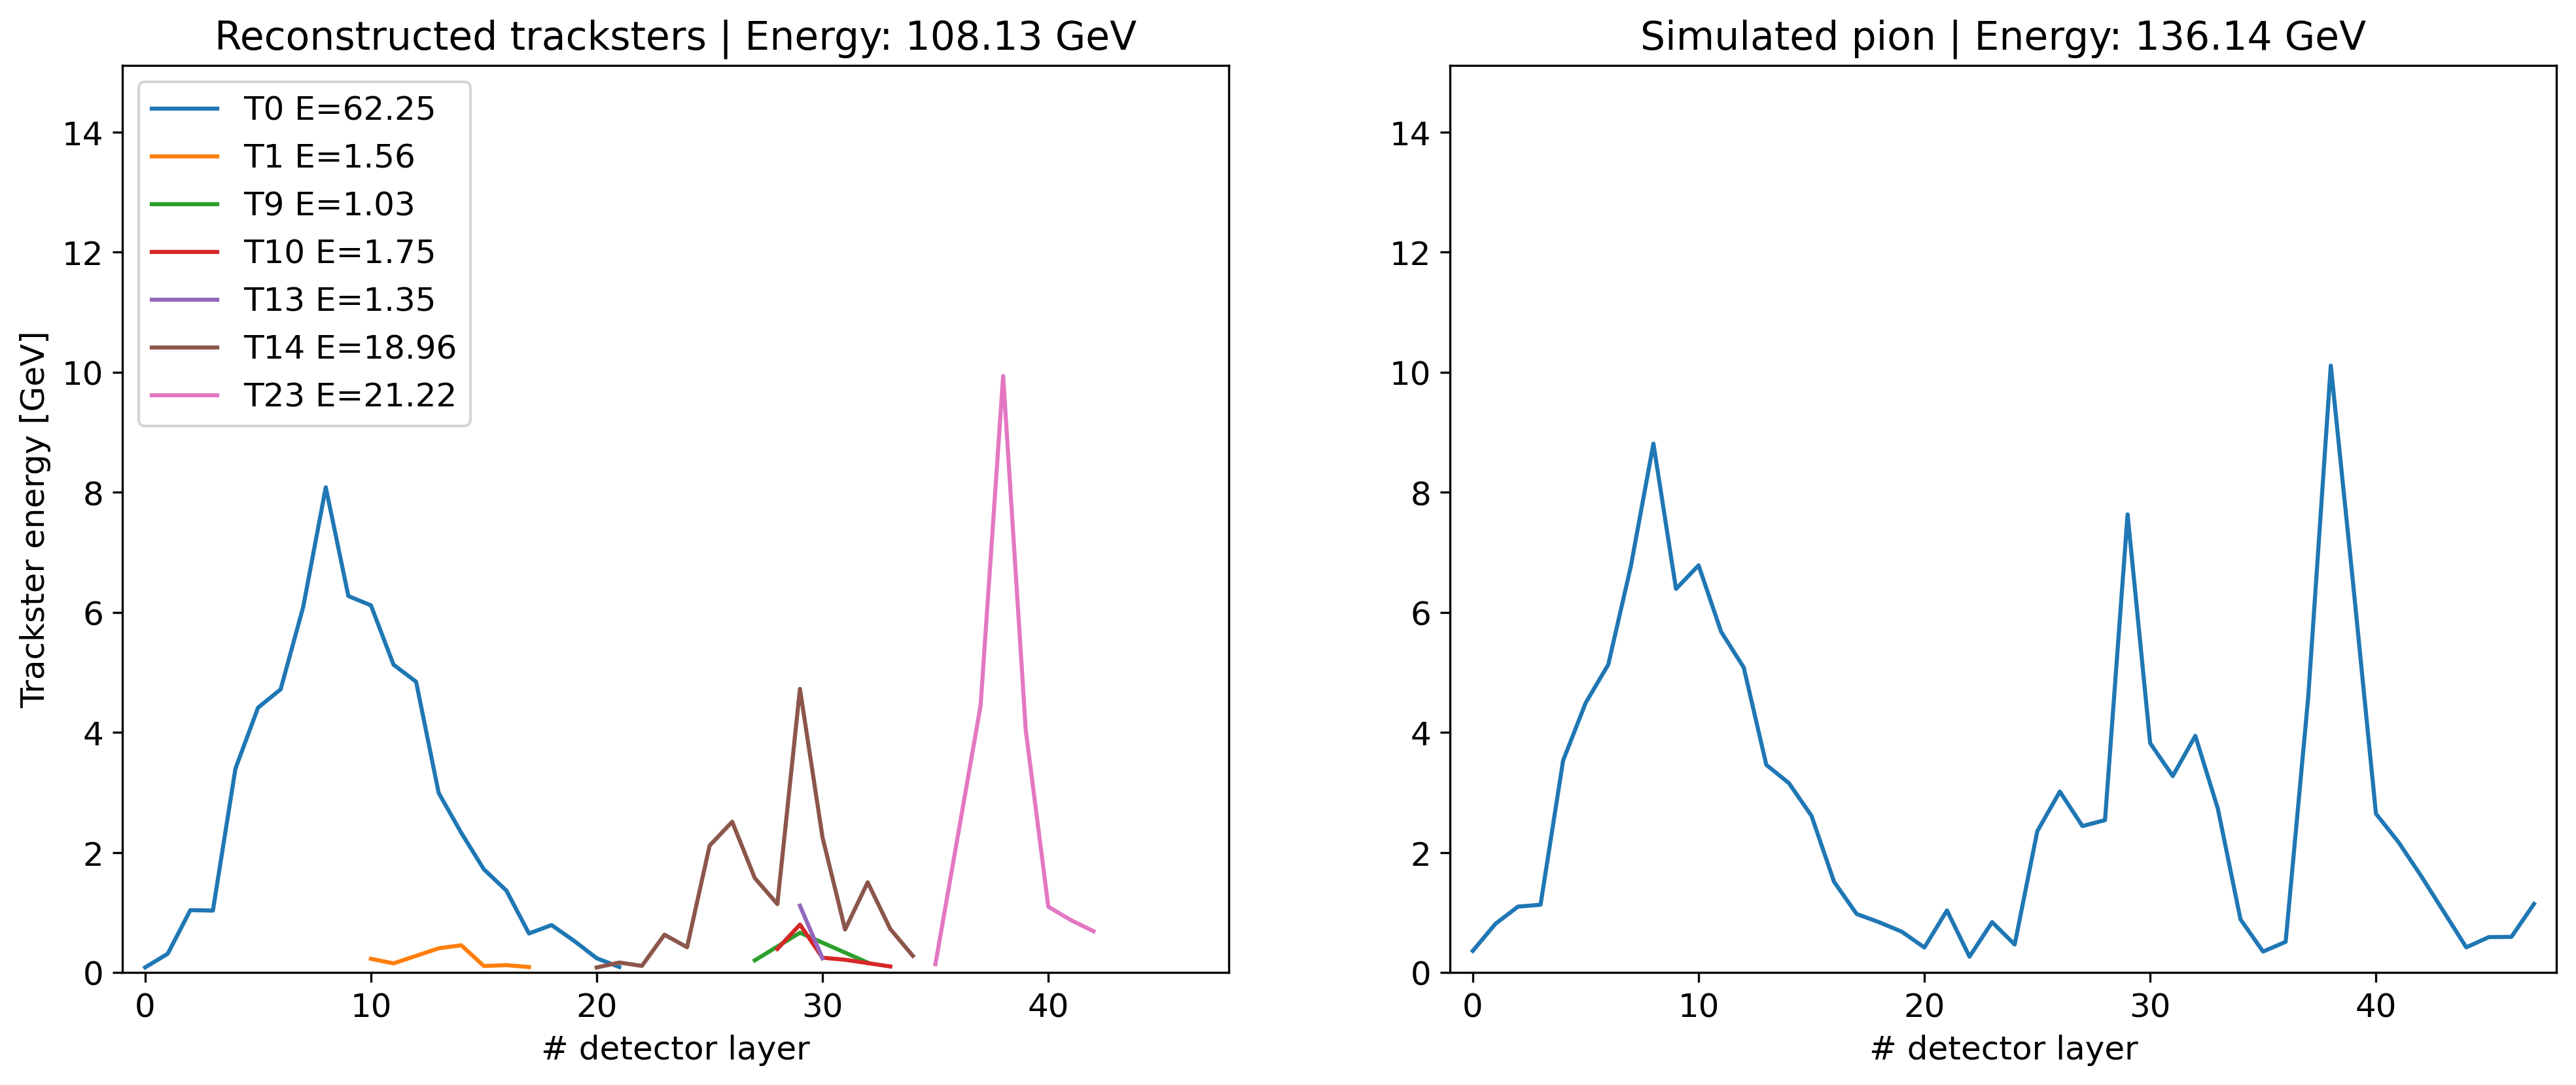 Reconstructed tracksters | Energy: 108.13 GeV
T0 E=62.25
T1 E=1.56
T9 E=1.03
T10 E=1.75
T13 E=1.35
T14 E=18.96
T23 E=21.22
Trackster energy [GeV]
14
12
10
8
6
4
2
0
0 10 20 30 40
# detector layer
Simulated pion | Energy: 136.14 GeV
14
12
10
8
6
4
2
0
0 10 20 30 40
# detector layer